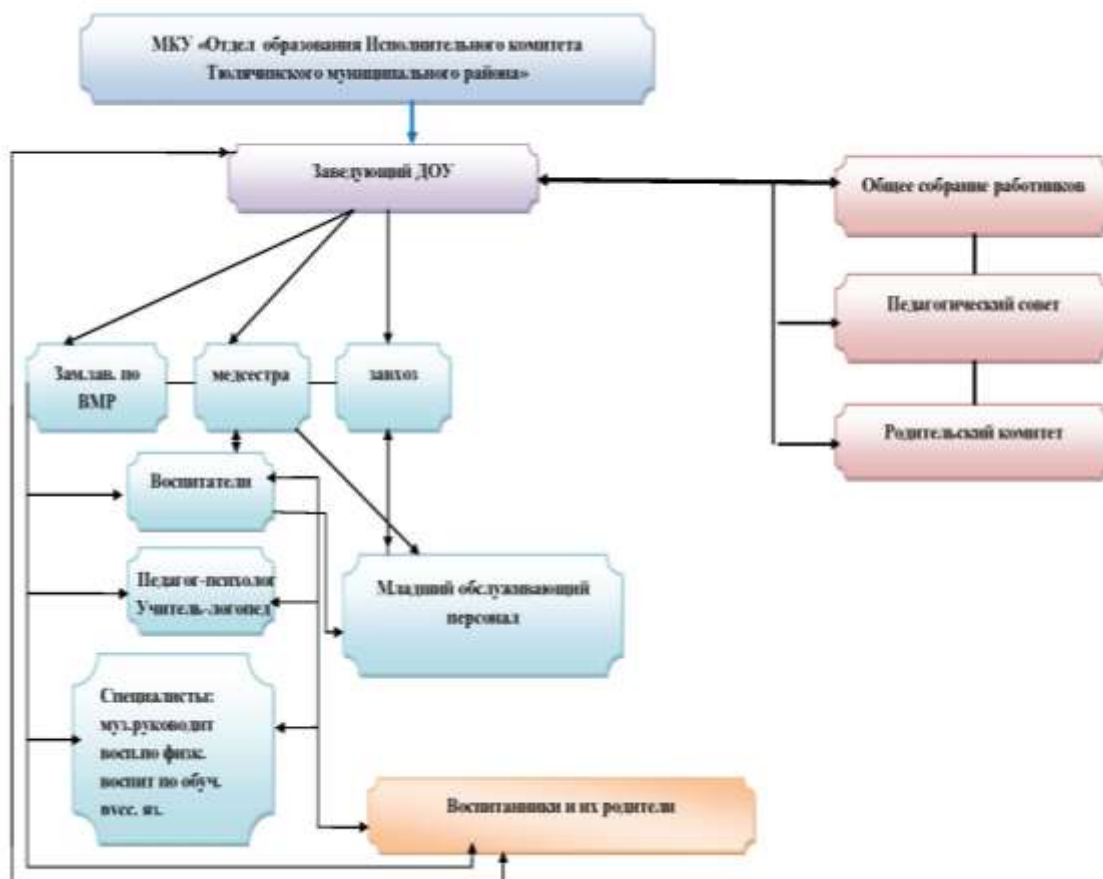 МКУ «Отдел образования Исполнительного комитета
Тюлячинского муниципального района»
Заведующий ДОУ
Общее собрание работников
Педагогический совет
Родительский комитет
Зам.зав. по
ВМР
медсестра
завхоз
Воспитатели
Педагог-психолог
Учитель-логопед
Младший обслуживающий
персонал
Специалисты:
муз.руководит
восп.по физк.
воспит по обуч.
русс. яз.
Воспитанники и их родители